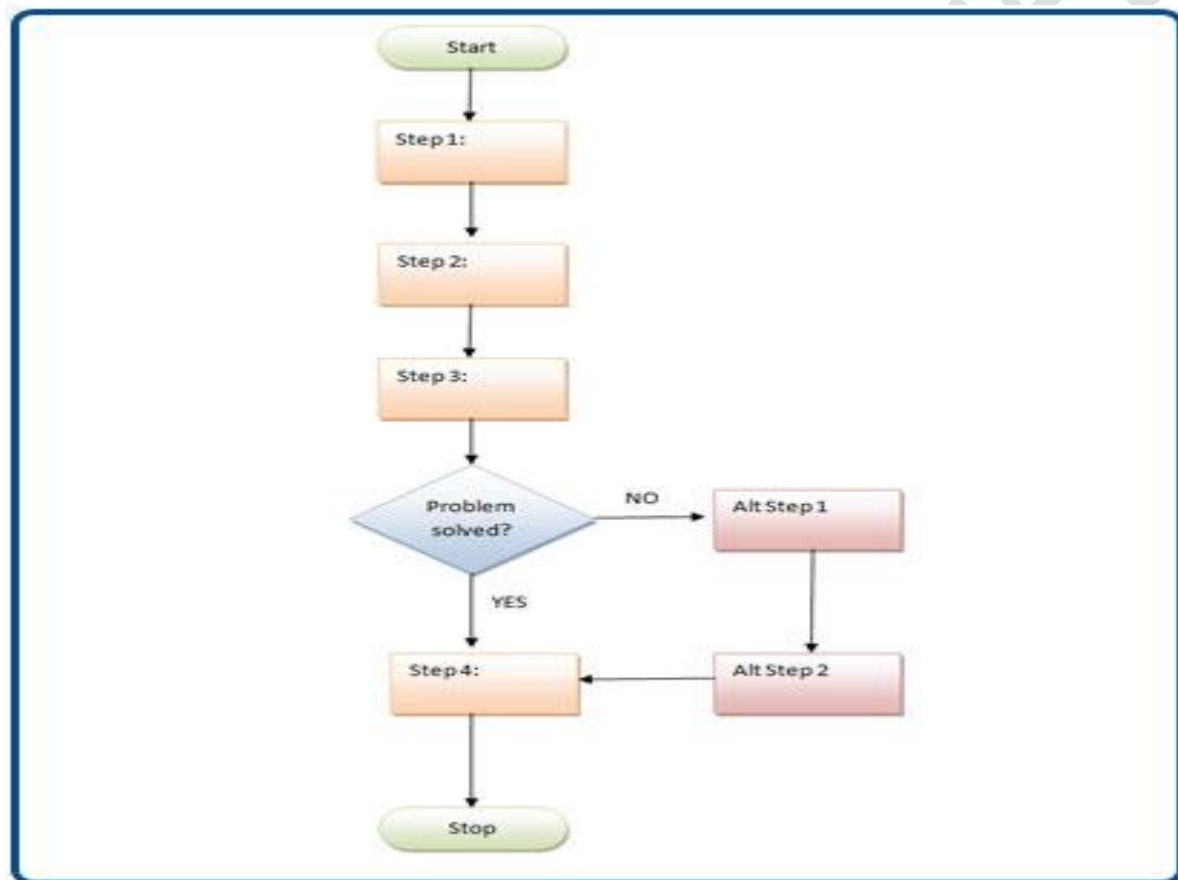 Start
Step 1:
Step 2:
Step 3:
Problem
solved?
NO
Alt Step 1
YES
Step 4:
Alt Step 2
Stop